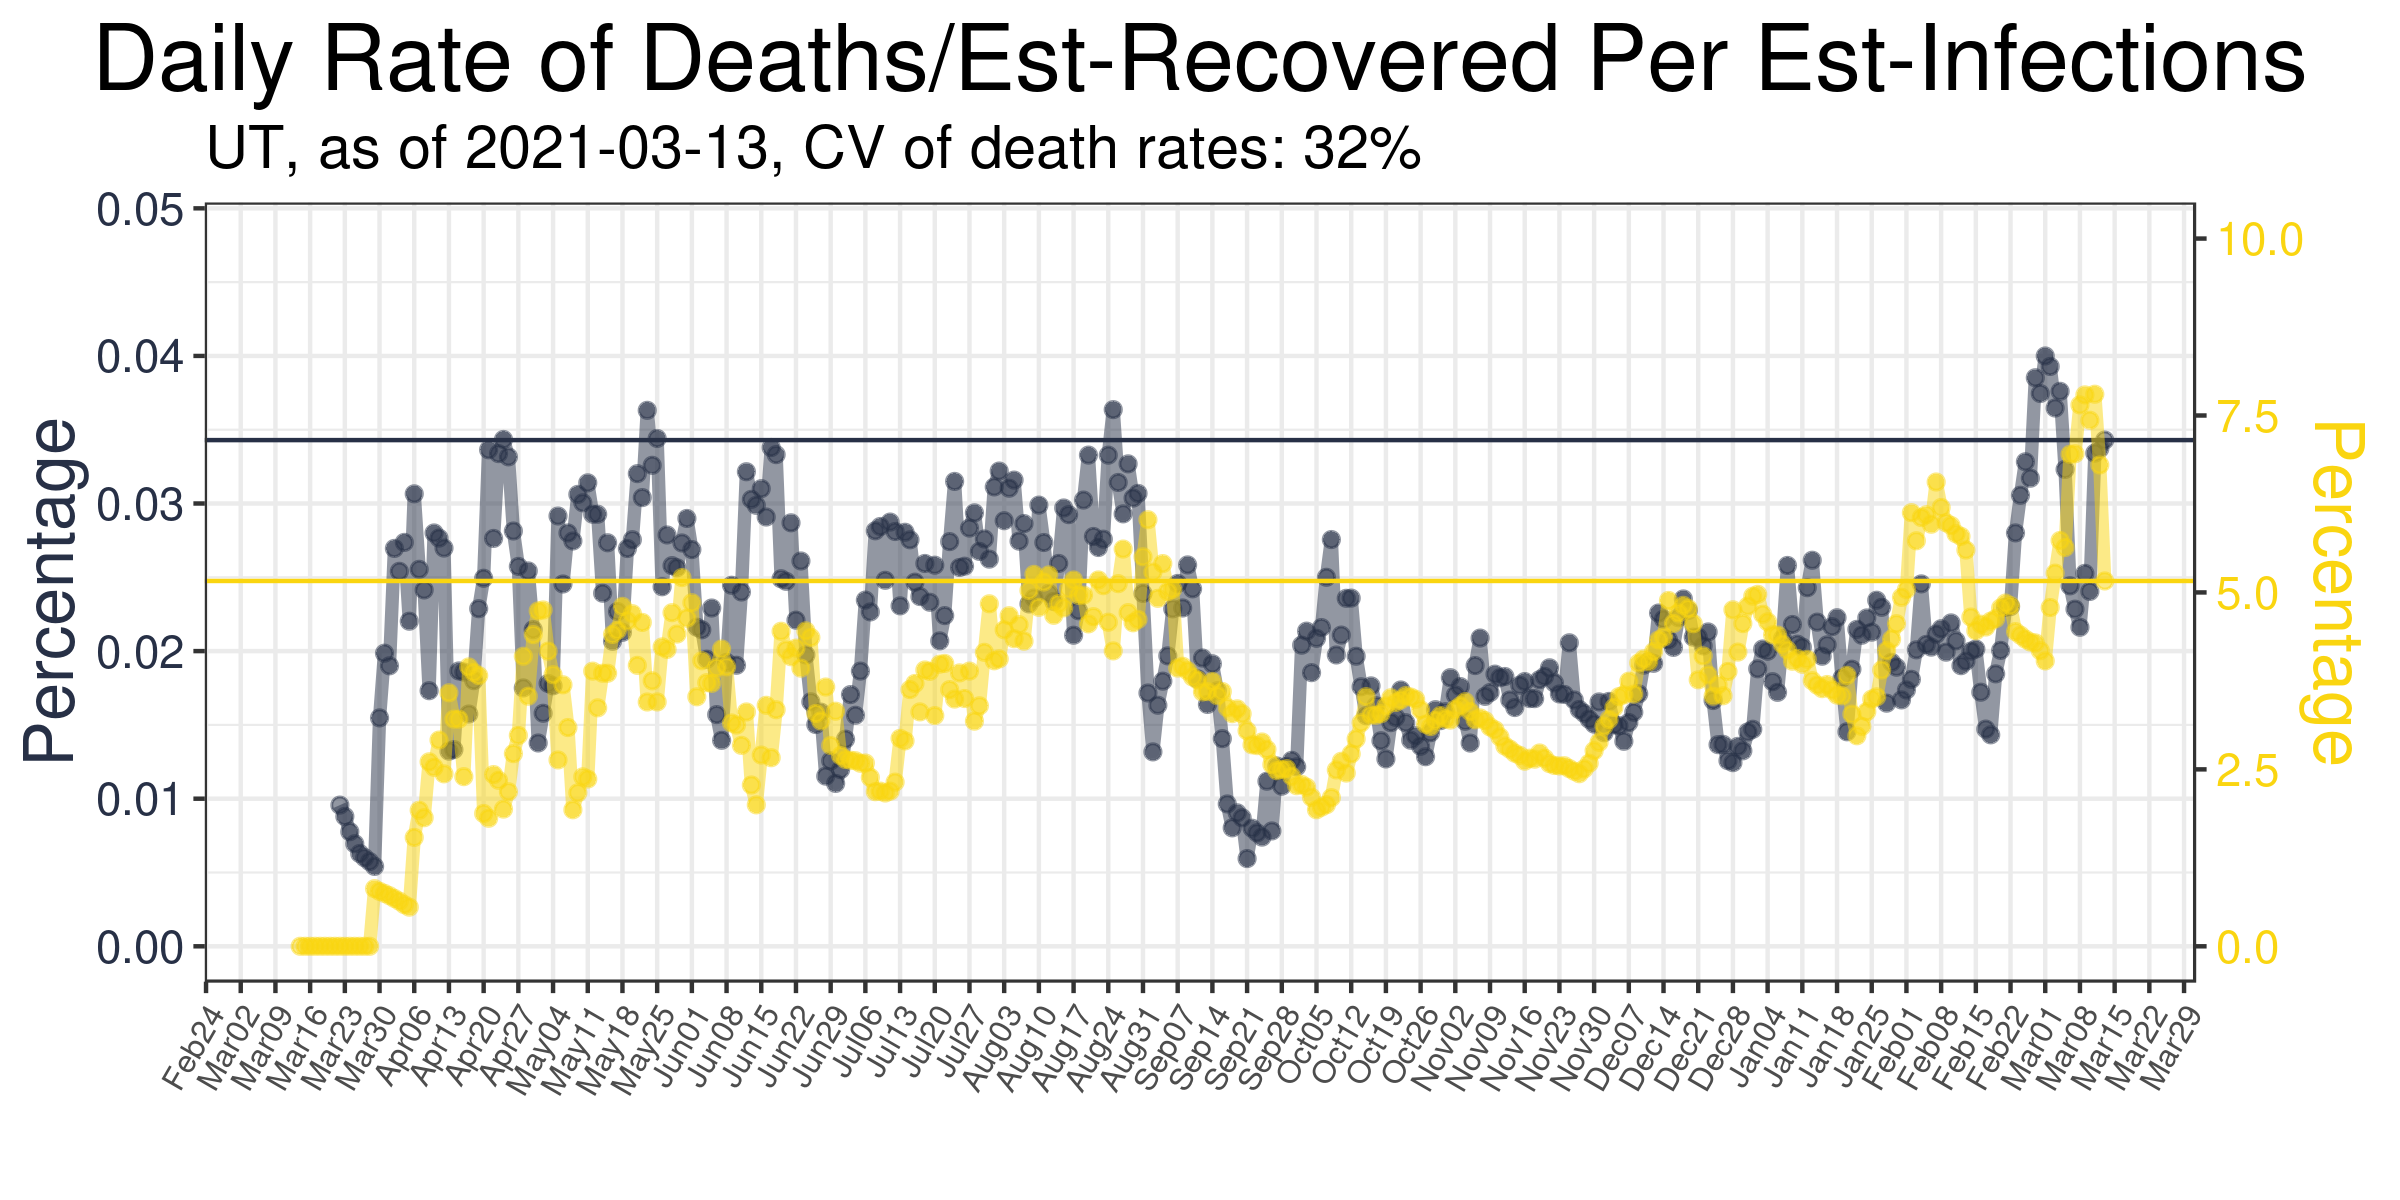 Daily Rate of Deaths/Est-Recovered Per Est-Infections
UT, as of 2021-03-13, CV of death rates: 32%
Percentage
0.05
0.04
0.03
0.02
0.01
0.00
10.0
7.5
5.0
2.5
0.0
Percentage
Feb24
Mar02
Mar09
Mar16
Mar23
Mar30
Apr06
Apr13
Apr20
Apr27
May04
May11
May18
May25
Jun01
Jun08
Jun15
Jun22
Jun29
Jul06
Jul13
Jul20
Jul27
Aug03
Aug10
Aug17
Aug24
Aug31
Sep07
Sep14
Sep21
Sep28
Oct05
Oct12
Oct19
Oct26
Nov02
Nov09
Nov16
Nov23
Nov30
Dec07
Dec14
Dec21
Dec28
Jan04
Jan11
Jan18
Jan25
Feb01
Feb08
Feb15
Feb22
Mar01
Mar08
Mar15
Mar22
Mar29